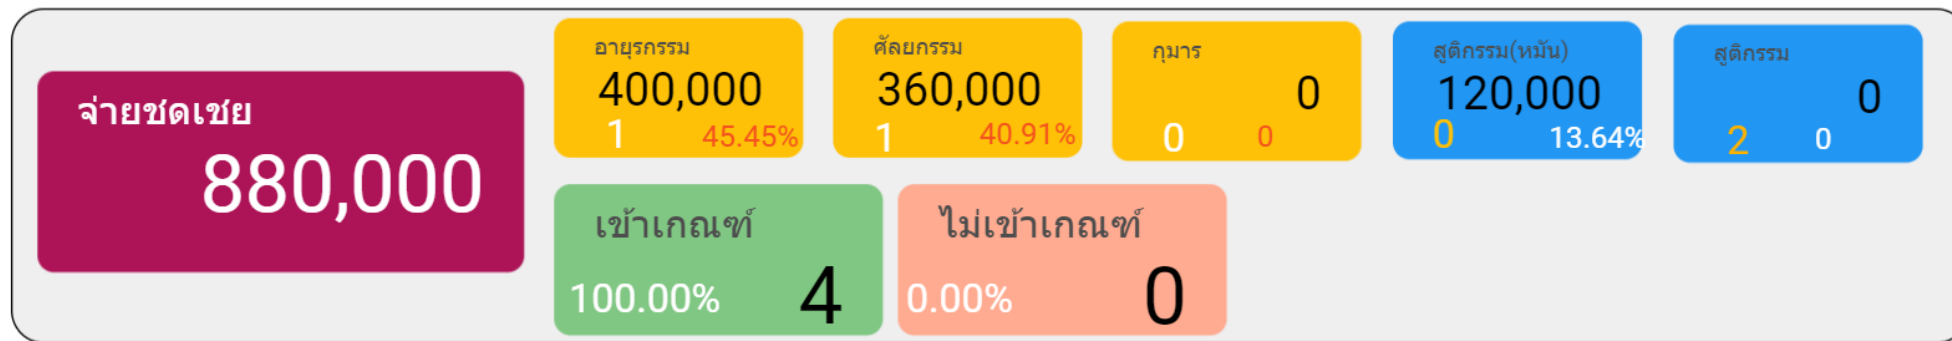 จ่ายชดเชย
880,000
อายุรกรรม
400,000
1 45.45%
ศัลยกรรม
360,000
1 40.91%
กุมาร
0
0 0
สูติกรรม(หมัน)
120,000
0 13.64%
สูติกรรม
0
2 0
เข้าเกณฑ์
100.00% 4
ไม่เข้าเกณฑ์
0.00% 0